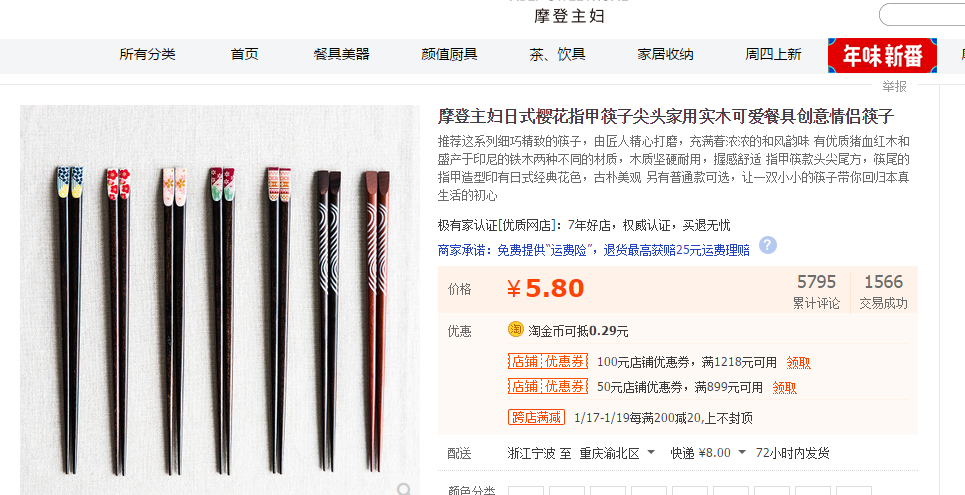 摩登主妇
所有分类 首页 餐具美器 颜值厨具 茶、饮具 家居收纳 周四上新 年味新番
举报
摩登主妇日式樱花指甲筷子尖头家用实木可爱餐具创意情侣筷子
推荐这系列细巧精致的筷子，由匠人精心打磨，充满着浓浓的和风韵味 有优质猪血红木和
盛产于印尼的铁木两种不同的材质，木质坚硬耐用，握感舒适 指甲筷款头尖尾方，筷尾的
指甲造型印有日式经典花色，古朴美观 另有普通款可选，让一双小小的筷子带你回归本真
生活的初心
极有家认证[优质网店]：7年好店，权威认证，买退无忧
商家承诺：免费提供“运费险”，退货最高获赔25元运费理赔 ?
价格 ¥5.80 5795 1566
累计评论 交易成功
优惠 淘 淘金币可抵0.29元
店铺优惠券 100元店铺优惠券，满1218元可用 领取
店铺优惠券 50元店铺优惠券，满899元可用 领取
跨店满减 1/17-1/19每满200减20,上不封顶
配送 浙江宁波 至 重庆渝北区 快递 ¥8.00 72小时内发货
颜色分类